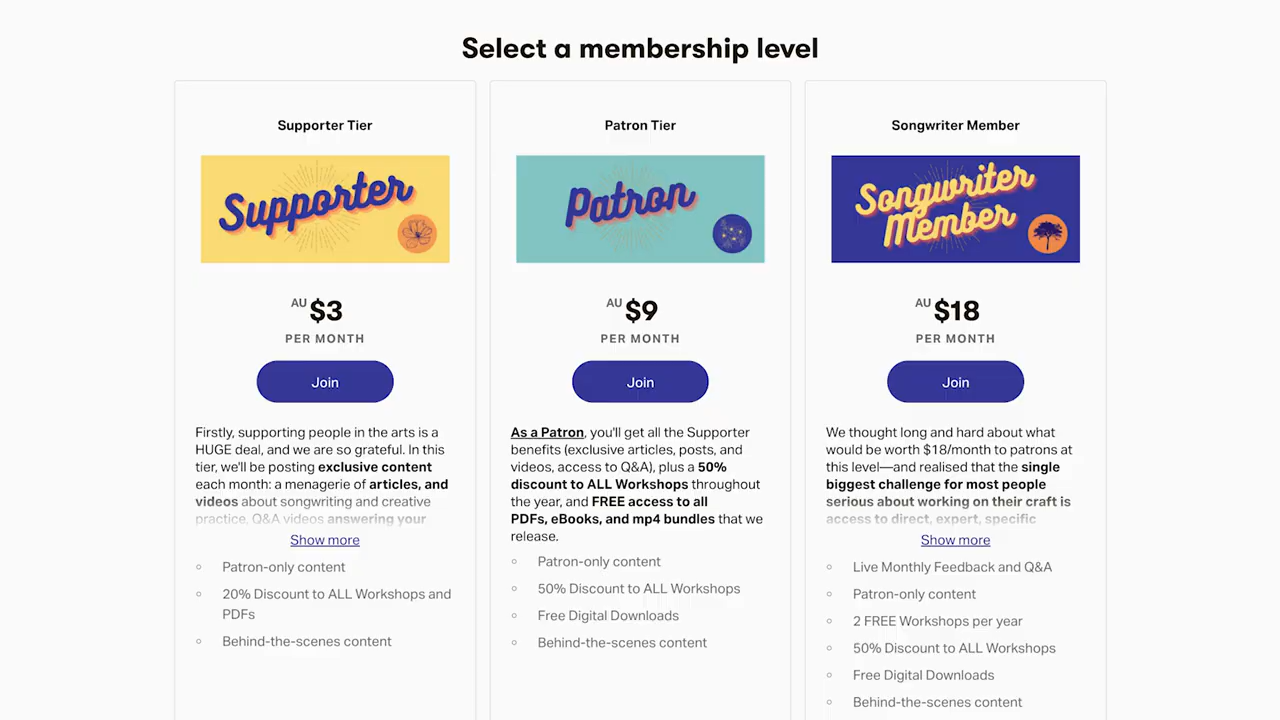 Select a membership level
Supporter Tier
Supporter
AU $3
PER MONTH
Join
Firstly, supporting people in the arts is a
HUGE deal, and we are so grateful. In this
tier, we'll be posting exclusive content
each month: a menagerie of articles, and
videos about songwriting and creative
practice, Q&A videos answering your
Show more
Patron-only content
20% Discount to ALL Workshops and
PDFs
Behind-the-scenes content
Patron Tier
Patron
AU $9
PER MONTH
Join
As a Patron, you'll get all the Supporter
benefits (exclusive articles, posts, and
videos, access to Q&A), plus a 50%
discount to ALL Workshops throughout
the year, and FREE access to all
PDFs, eBooks, and mp4 bundles that we
release.
Patron-only content
50% Discount to ALL Workshops
Free Digital Downloads
Behind-the-scenes content
Songwriter Member
Songwriter
Member
AU $18
PER MONTH
Join
We thought long and hard about what
would be worth $18/month to patrons at
this level—and realised that the single
biggest challenge for most people
serious about working on their craft is
access to direct, expert, specific
Show more
Live Monthly Feedback and Q&A
Patron-only content
2 FREE Workshops per year
50% Discount to ALL Workshops
Free Digital Downloads
Behind-the-scenes content